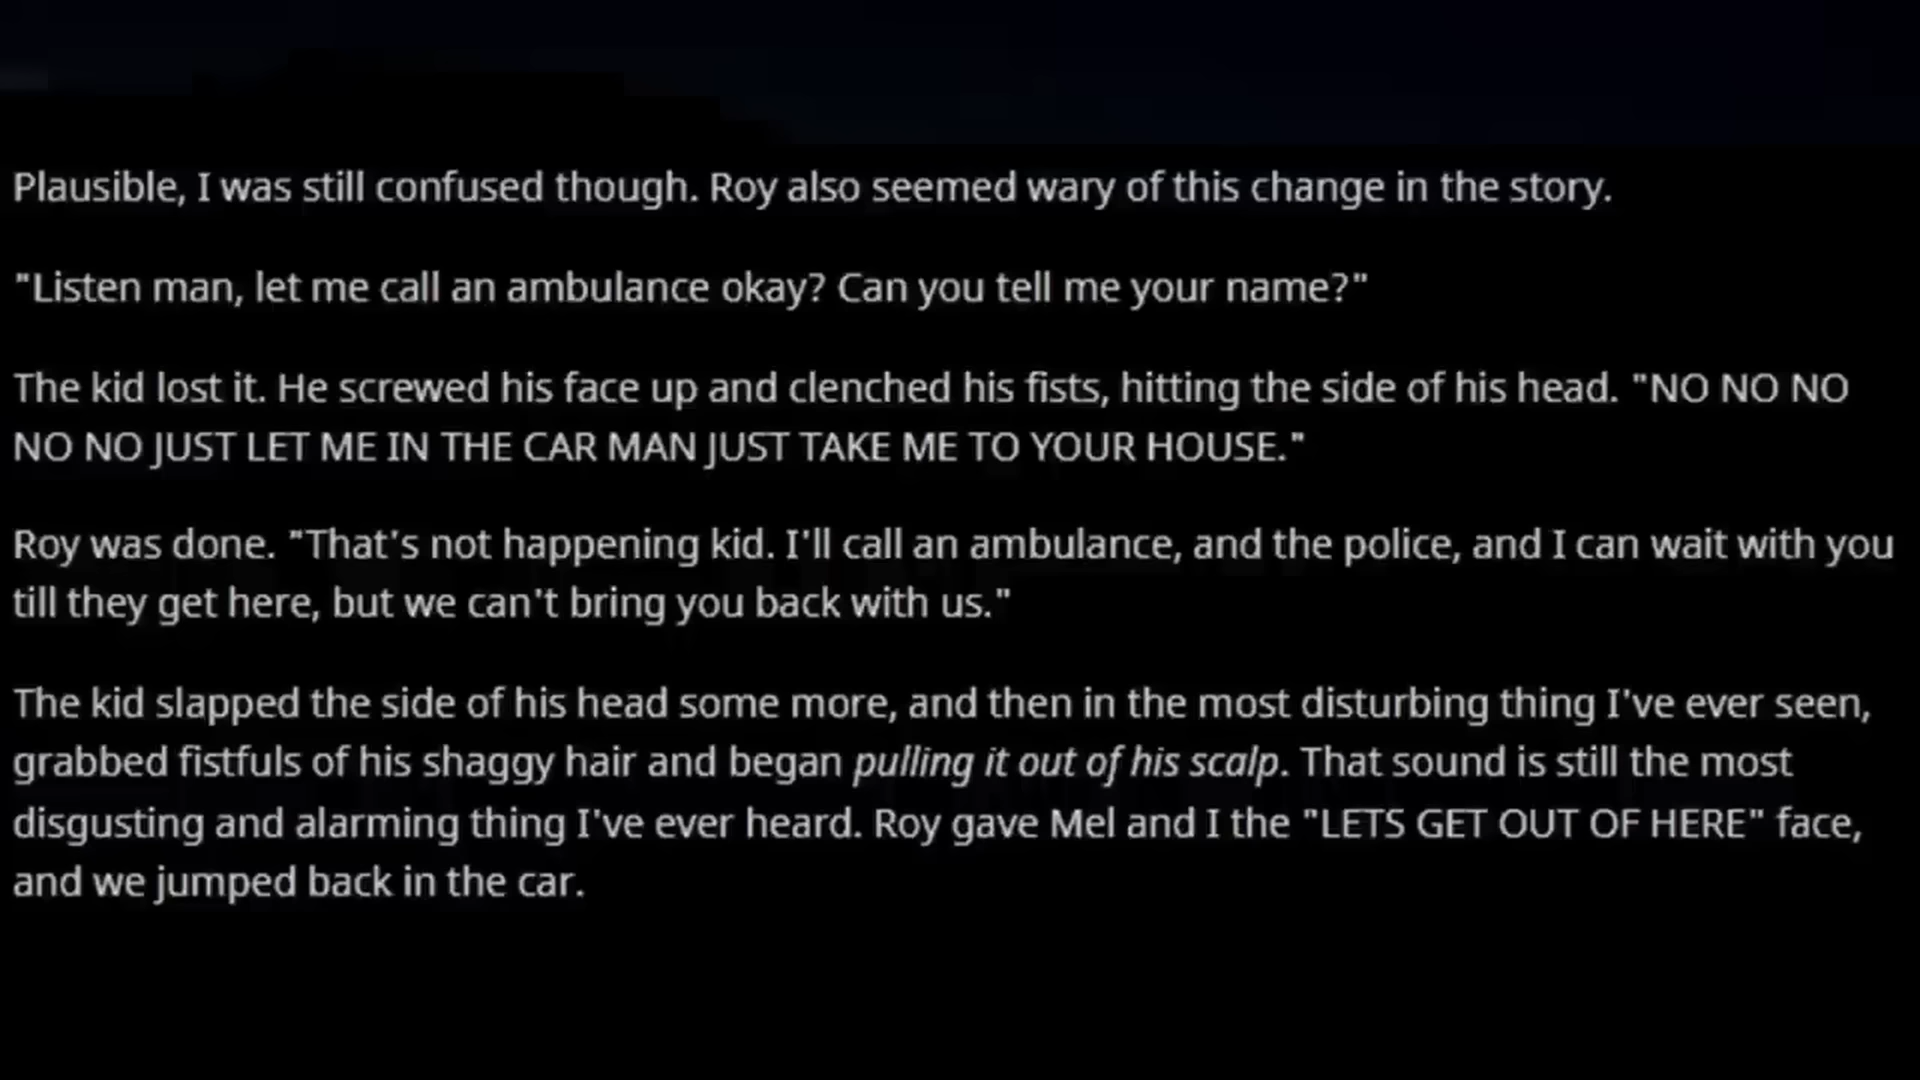 Plausible, I was still confused though. Roy also seemed wary of this change in the story.
"Listen man, let me call an ambulance okay? Can you tell me your name?"
The kid lost it. He screwed his face up and clenched his fists, hitting the side of his head. "NO NO NO
NO NO JUST LET ME IN THE CAR MAN JUST TAKE ME TO YOUR HOUSE."
Roy was done. "That's not happening kid. I'll call an ambulance, and the police, and I can wait with you
till they get here, but we can't bring you back with us."
The kid slapped the side of his head some more, and then in the most disturbing thing I've ever seen,
grabbed fistfuls of his shaggy hair and began pulling it out of his scalp. That sound is still the most
disgusting and alarming thing I've ever heard. Roy gave Mel and I the "LETS GET OUT OF HERE" face,
and we jumped back in the car.